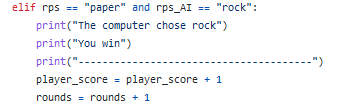 elif rps == "paper" and rps_AI == "rock":
    print("The computer chose rock")
    print("You win")
    print("---------------------------------------")
    player_score = player_score + 1
    rounds = rounds + 1